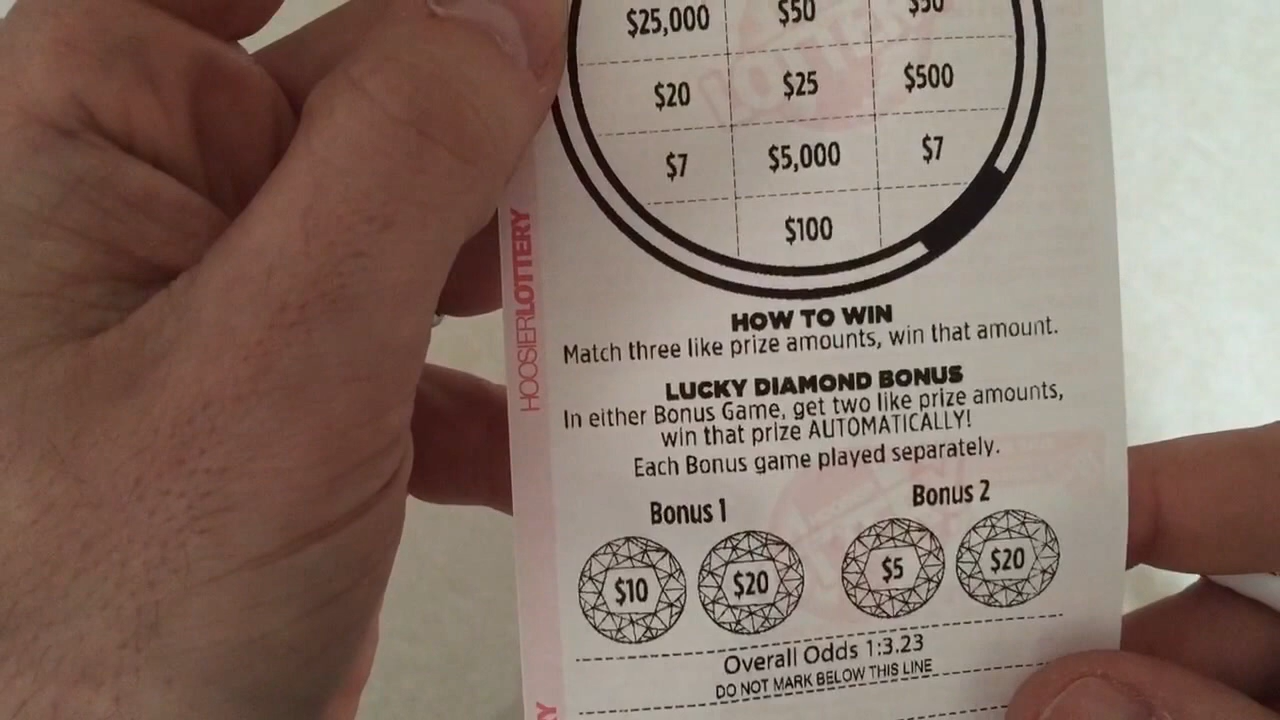 $25,000 $50 $50
$20 $25 $500
$7 $5,000 $7
$100
HOOSIERLOTTERY
HOW TO WIN
Match three like prize amounts, win that amount.
LUCKY DIAMOND BONUS
In either Bonus Game, get two like prize amounts,
win that prize AUTOMATICALLY!
Each Bonus game played separately.
Bonus 1 Bonus 2
$10 $20 $5 $20
Overall Odds 1:3.23
DO NOT MARK BELOW THIS LINE